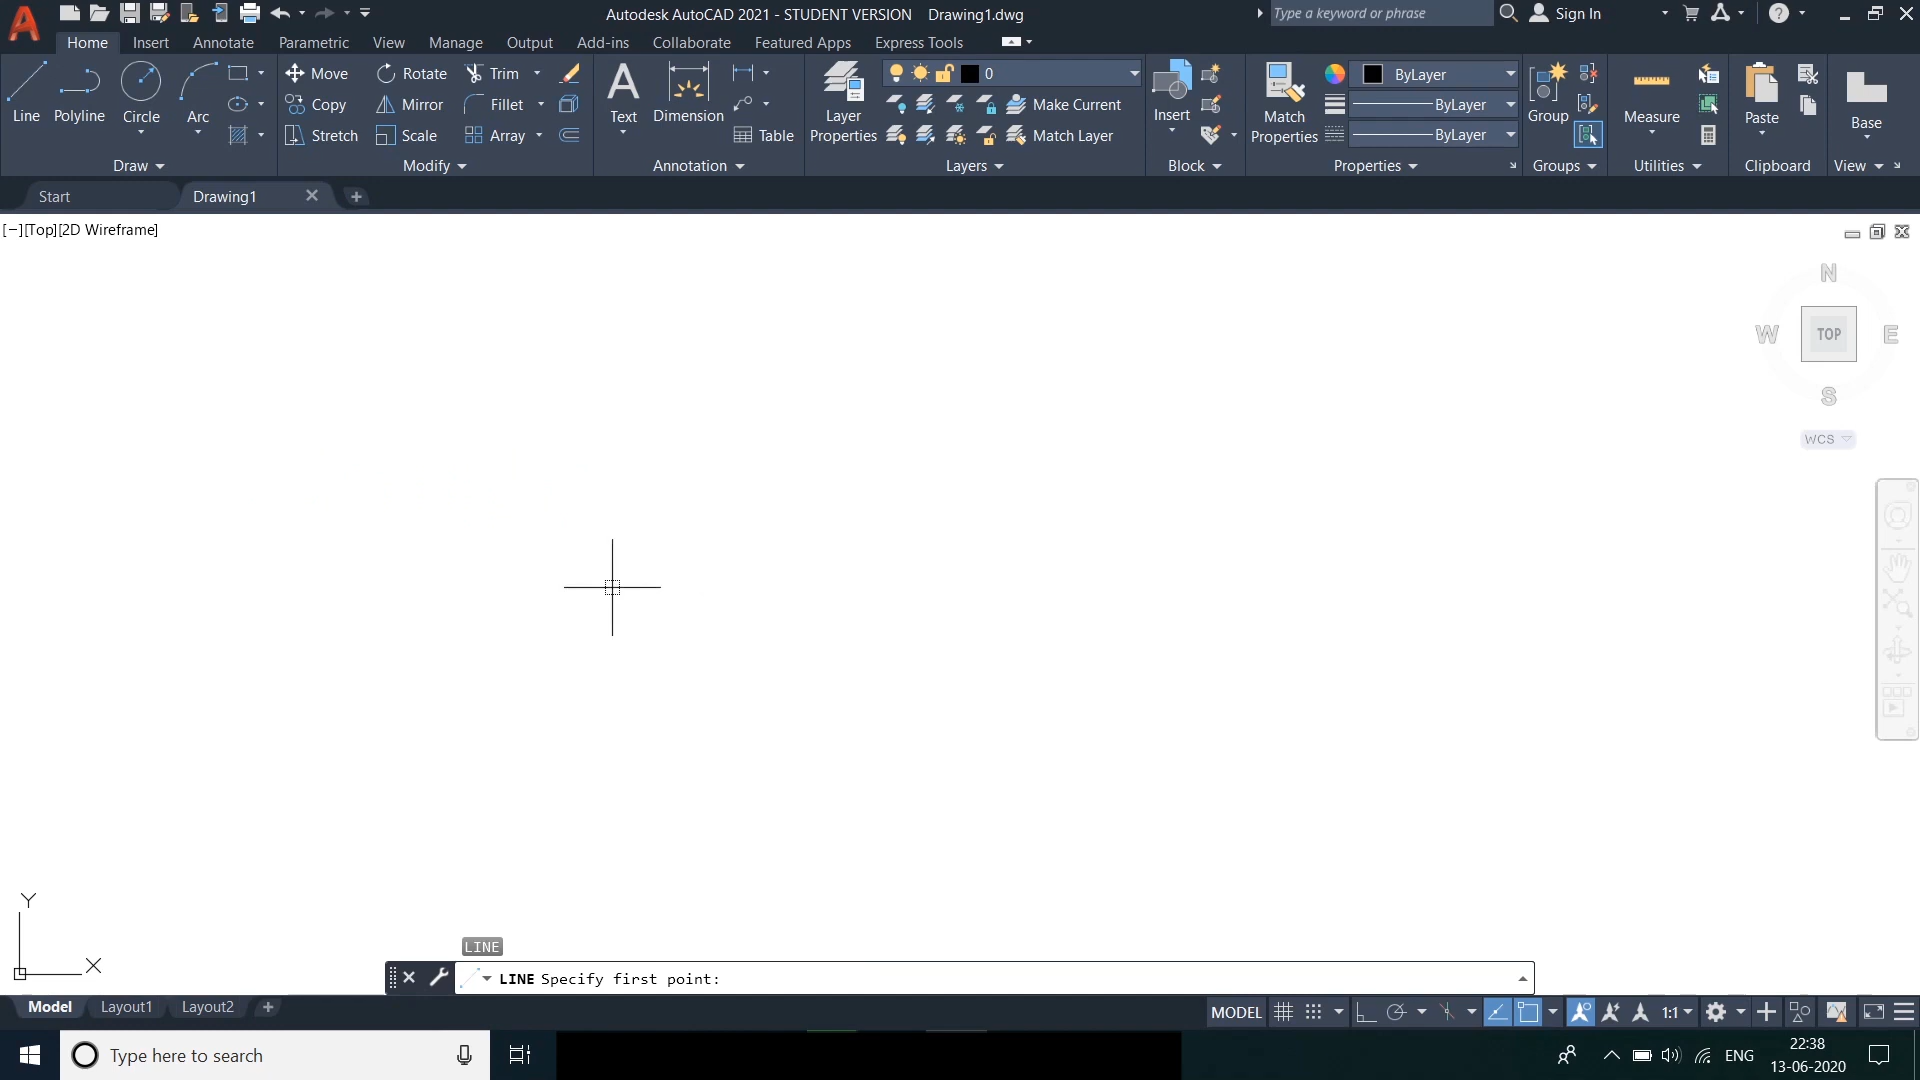 Autodesk AutoCAD 2021 - STUDENT VERSION Drawing1.dwg
Type a keyword or phrase
Sign In
Home Insert Annotate Parametric View Manage Output Add-ins Collaborate Featured Apps Express Tools
Line
Polyline
Circle
Arc
Draw
Move
Rotate
Trim
Copy
Mirror
Fillet
Stretch
Scale
Array
Modify
Text
Dimension
Table
Annotation
Layer
Properties
0
Make Current
Match Layer
Layers
Insert
Block
Match
Properties
ByLayer
ByLayer
ByLayer
Properties
Group
Groups
Measure
Utilities
Paste
Clipboard
Base
View
Start
Drawing1
[−][Top][2D Wireframe]
N
W
TOP
E
S
WCS
Y
X
LINE
LINE Specify first point:
Model
Layout1
Layout2
MODEL
1:1
Type here to search
ENG
22:38
13-06-2020